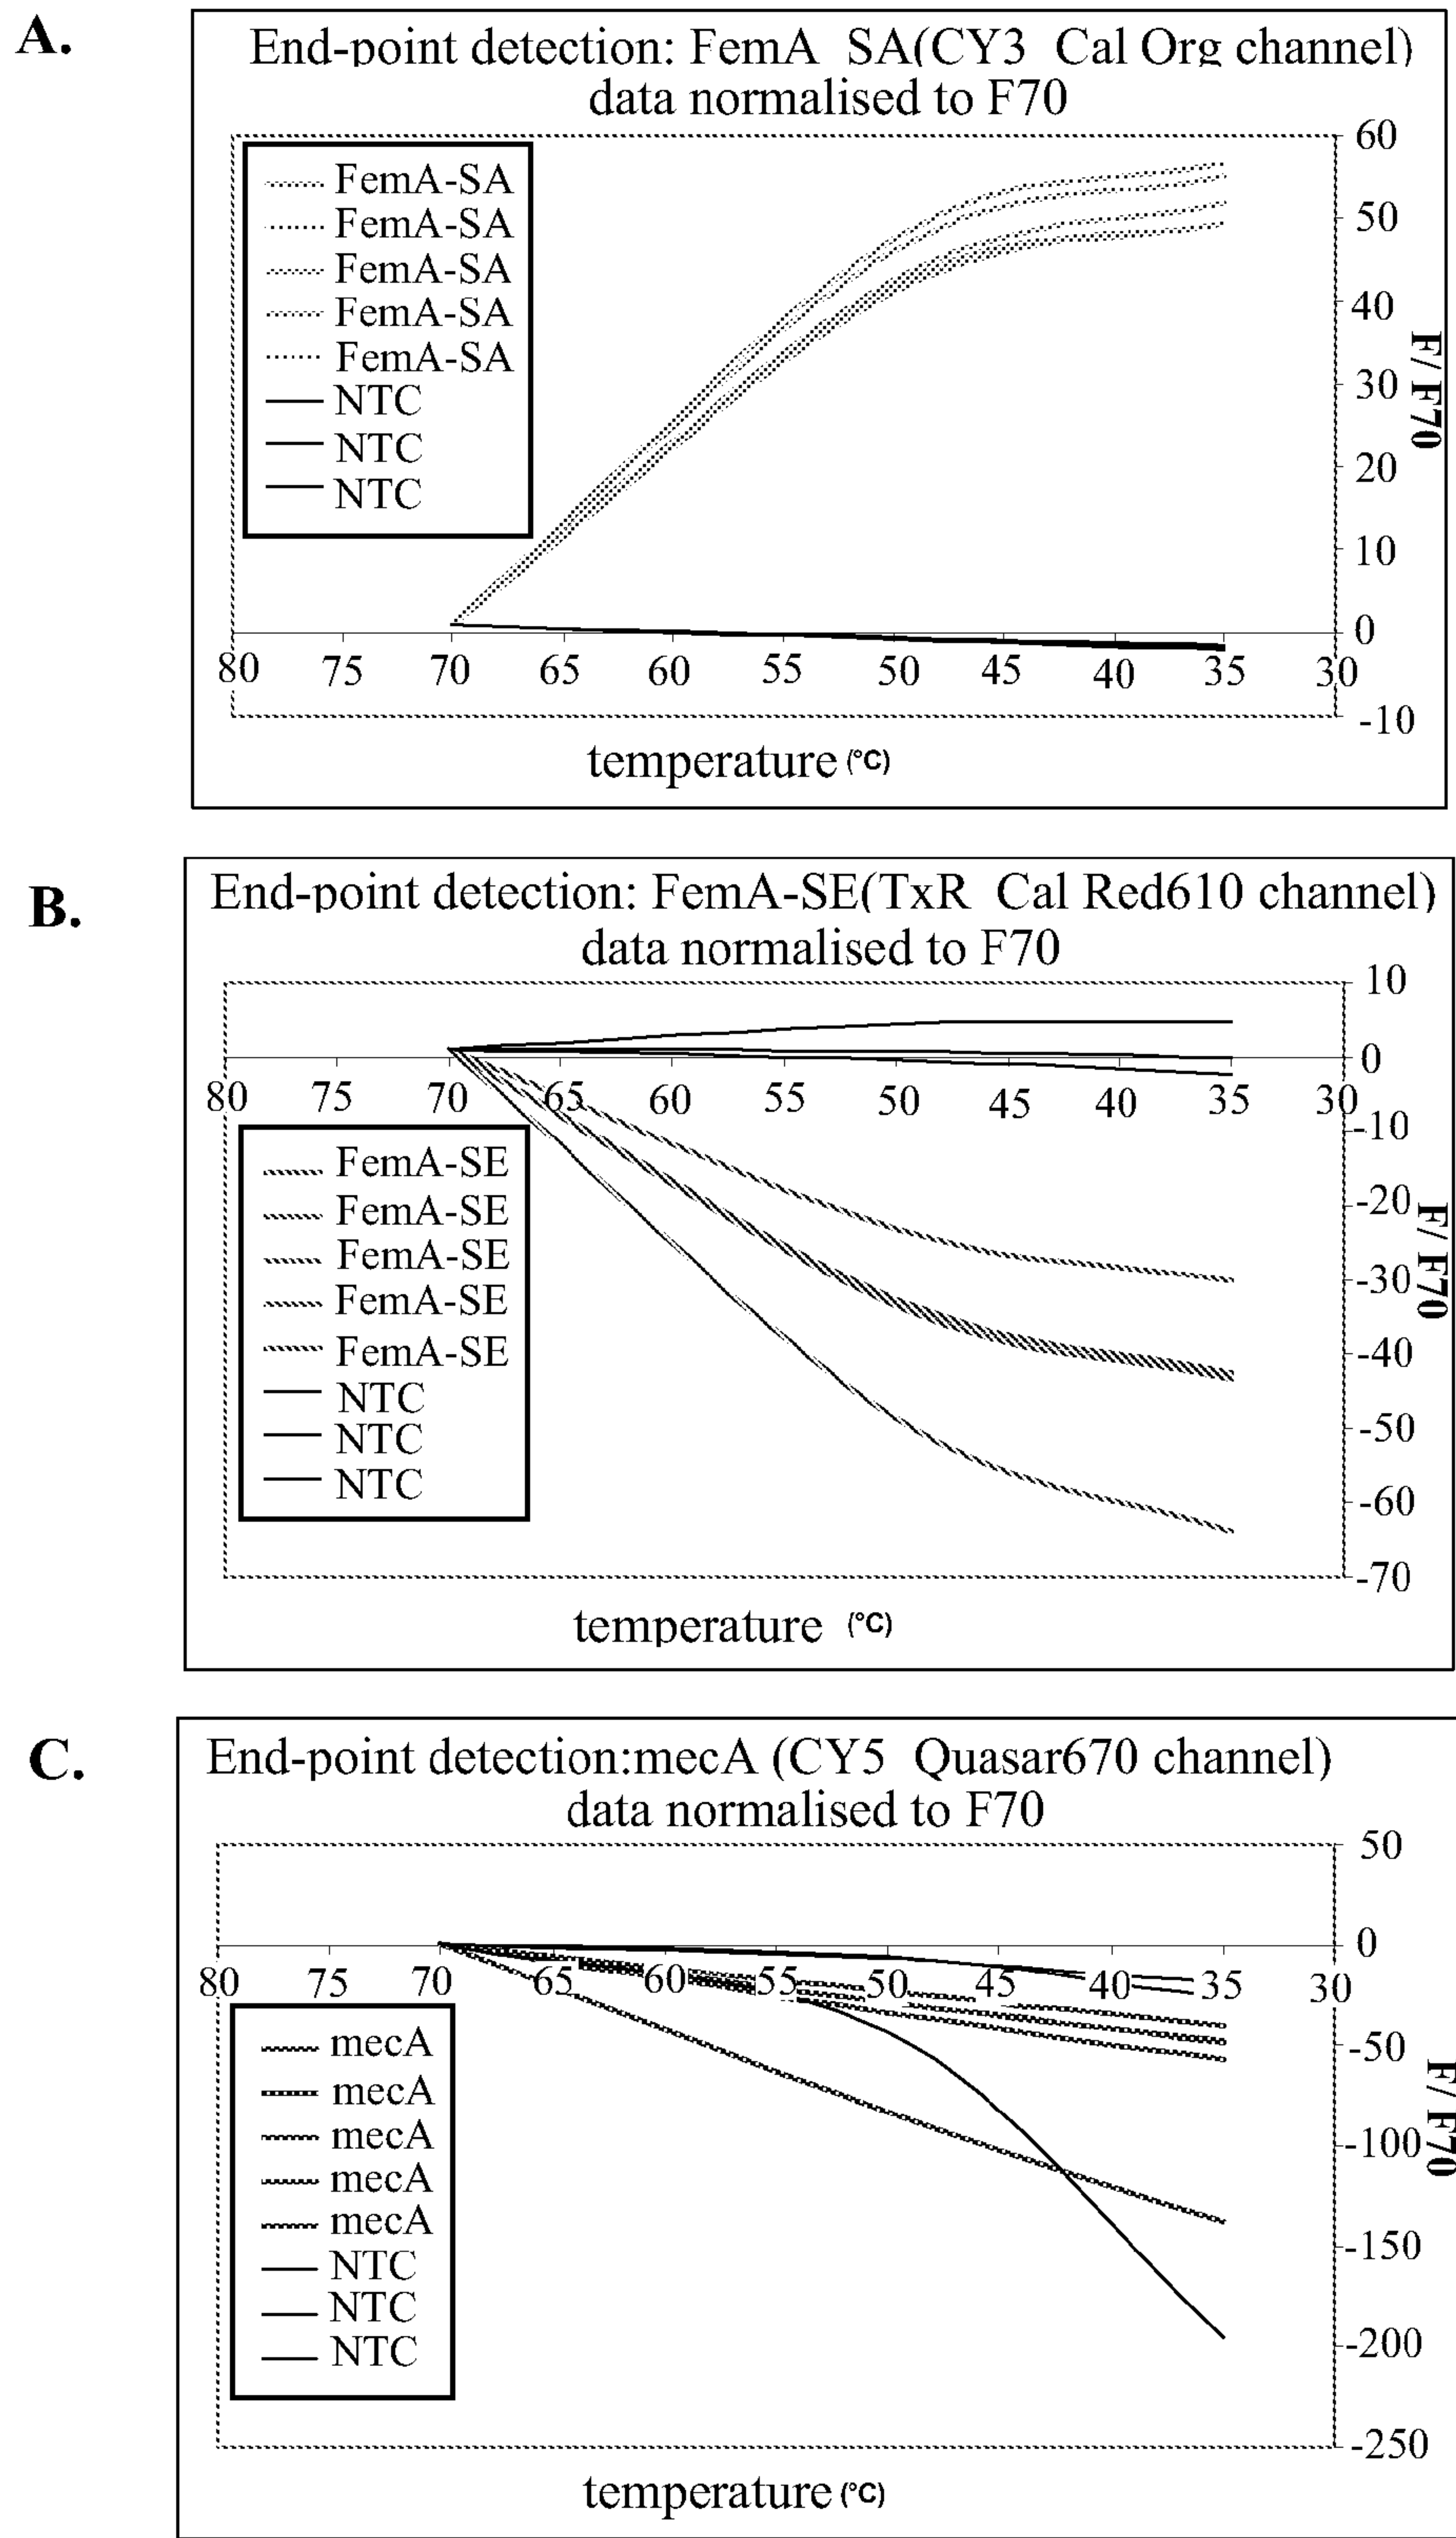 A.
End-point detection: FemA SA(CY3 Cal Org channel)
data normalised to F70
FemA-SA
FemA-SA
FemA-SA
FemA-SA
FemA-SA
NTC
NTC
NTC
60
50
40
30
20
10
0
-10
F/ F70
80 75 70 65 60 55 50 45 40 35 30
temperature (°C)
B.
End-point detection: FemA-SE(TxR Cal Red610 channel)
data normalised to F70
10
0
-10
-20
-30
-40
-50
-60
-70
F/ F70
80 75 70 65 60 55 50 45 40 35 30
FemA-SE
FemA-SE
FemA-SE
FemA-SE
FemA-SE
NTC
NTC
NTC
temperature (°C)
C.
End-point detection:mecA (CY5 Quasar670 channel)
data normalised to F70
50
0
-50
-100
-150
-200
-250
F/ F70
80 75 70 65 60 55 50 45 40 35 30
mecA
mecA
mecA
mecA
mecA
NTC
NTC
NTC
temperature (°C)